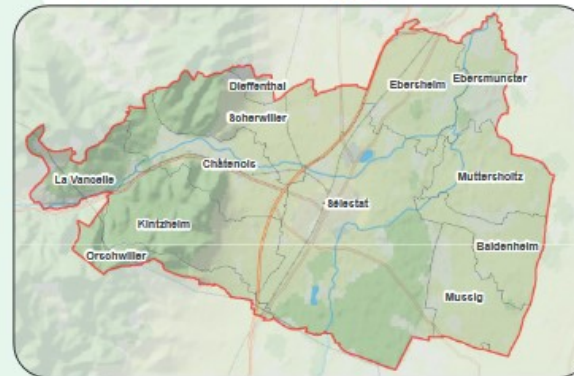 Dieffenthal
Ebersheim
Ebersmunster
Scherwiller
Châtenois
La Vancelle
Muttersholtz
Sélestat
Kintzheim
Baldenheim
Orschwiller
Mussig